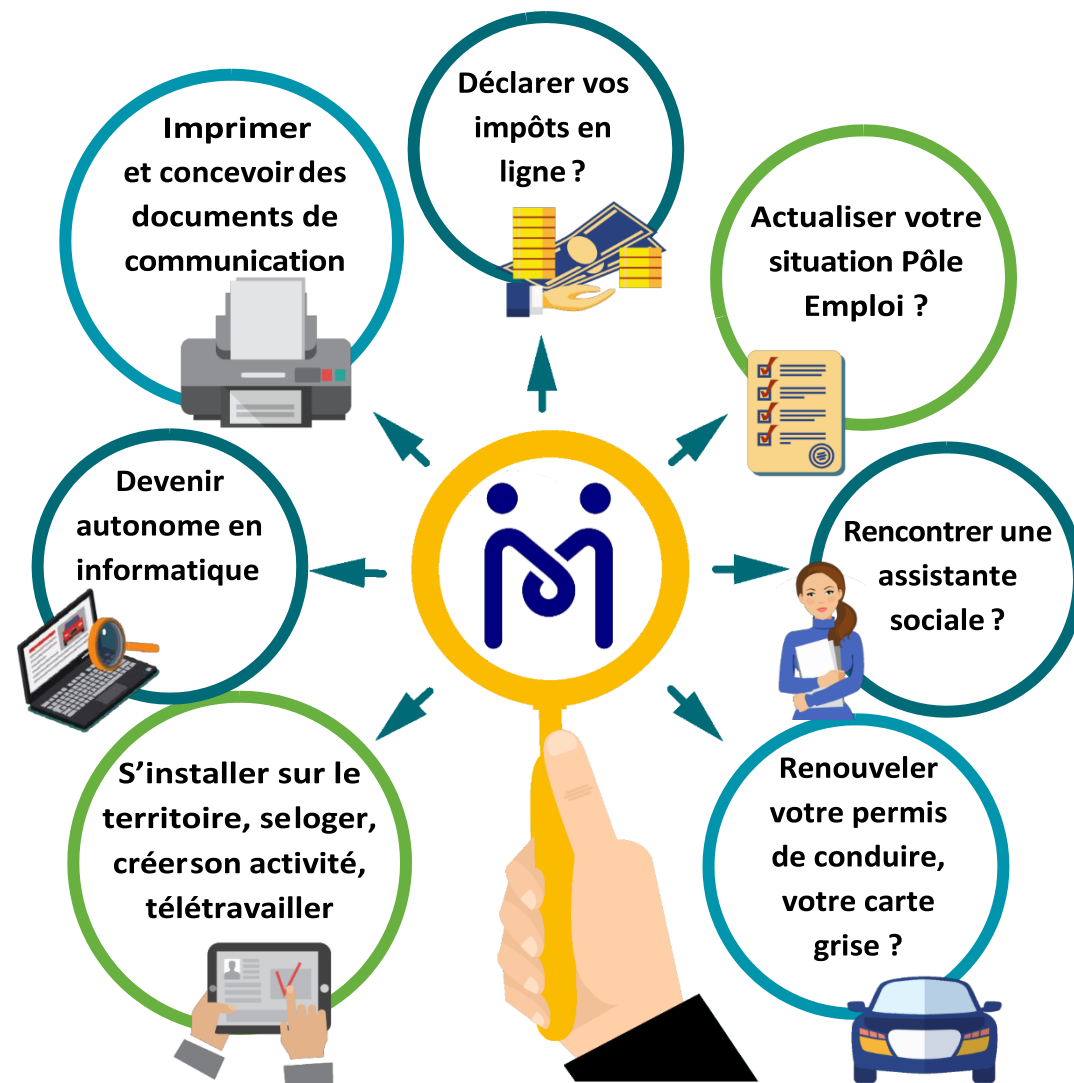 Déclarer vos
impôts en
ligne ?
Imprimer
et concevoir des
documents de
communication
Actualiser votre
situation Pôle
Emploi ?
Devenir
autonome en
informatique
Rencontrer une
assistante
sociale ?
S'installer sur le
territoire, se loger,
créer son activité,
télétravailler
Renouveler
votre permis
de conduire,
votre carte
grise ?